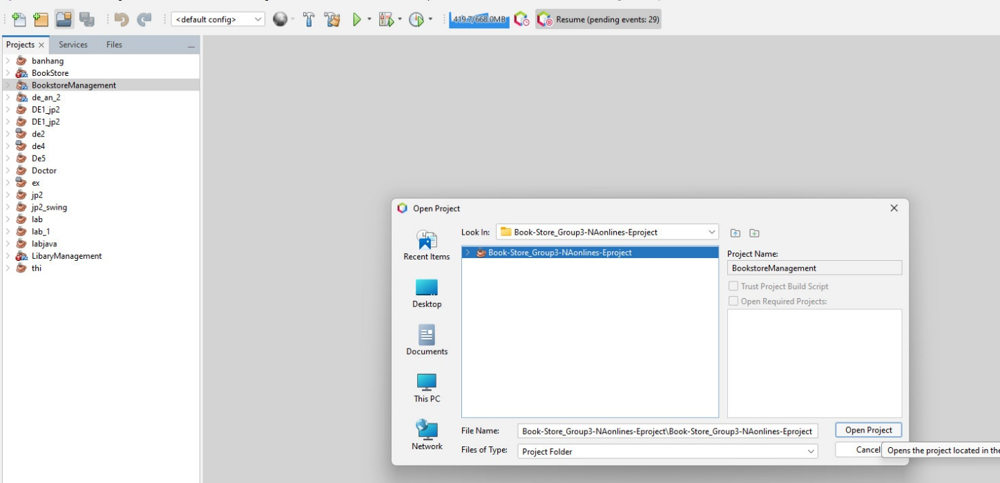 <default config>
419.7/668.0MB
Resume (pending events: 29)
Projects
Services
Files
banhang
BookStore
BookstoreManagement
de_an_2
DE1_jp2
DE1_jp2
de2
de4
De5
Doctor
ex
jp2
jp2_swing
lab
lab_1
labjava
LibaryManagement
thi
Open Project
Look In:
Book-Store_Group3-NAonlines-Eproject
Recent Items
Desktop
Documents
This PC
Network
Book-Store_Group3-NAonlines-Eproject
Project Name:
BookstoreManagement
Trust Project Build Script
Open Required Projects:
File Name:
Book-Store_Group3-NAonlines-Eproject\Book-Store_Group3-NAonlines-Eproject
Open Project
Files of Type:
Project Folder
Cancel
Opens the project located in the